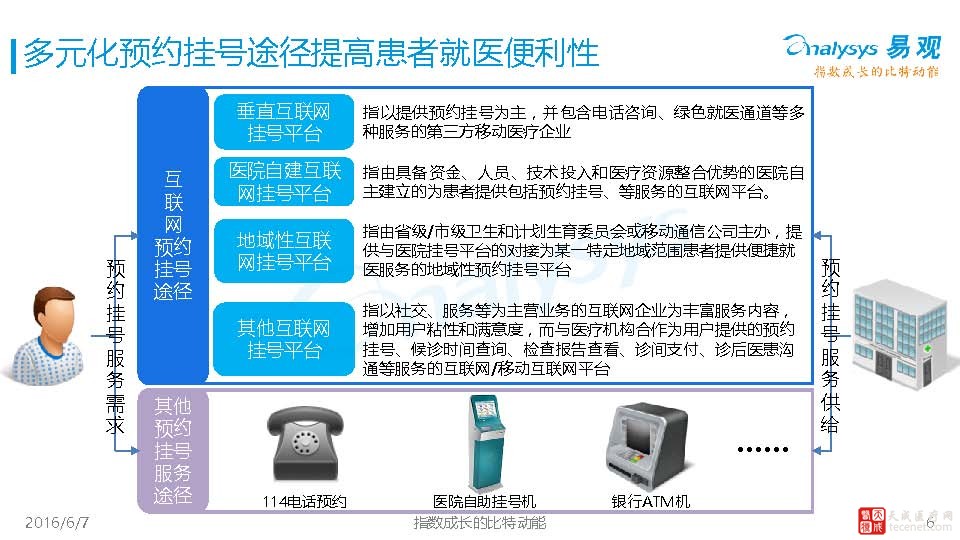 多元化预约挂号途径提高患者就医便利性
Analysys 易观
指数成长的比特动能
互
联
网
预约
挂号
途径
垂直互联网
挂号平台
指以提供预约挂号为主，并包含电话咨询、绿色就医通道等多
种服务的第三方移动医疗企业
医院自建互联
网挂号平台
指由具备资金、人员、技术投入和医疗资源整合优势的医院自
主建立的为患者提供包括预约挂号、等服务的互联网平台。
地域性互联
网挂号平台
指由省级/市级卫生和计划生育委员会或移动通信公司主办，提
供与医院挂号平台的对接为某一特定地域范围患者提供便捷就
医服务的地域性预约挂号平台
其他互联网
挂号平台
指以社交、服务等为主营业务的互联网企业为丰富服务内容，
增加用户粘性和满意度，而与医疗机构合作为用户提供的预约
挂号、候诊时间查询、检查报告查看、诊间支付、诊后医患沟
通等服务的互联网/移动互联网平台
预
约
挂
号
服
务
需
求
预
约
挂
号
服
务
供
给
其他
预约
挂号
服务
途径
114电话预约
医院自助挂号机
银行ATM机
......
2016/6/7
指数成长的比特动能
6
天成医疗网
tecenet.com